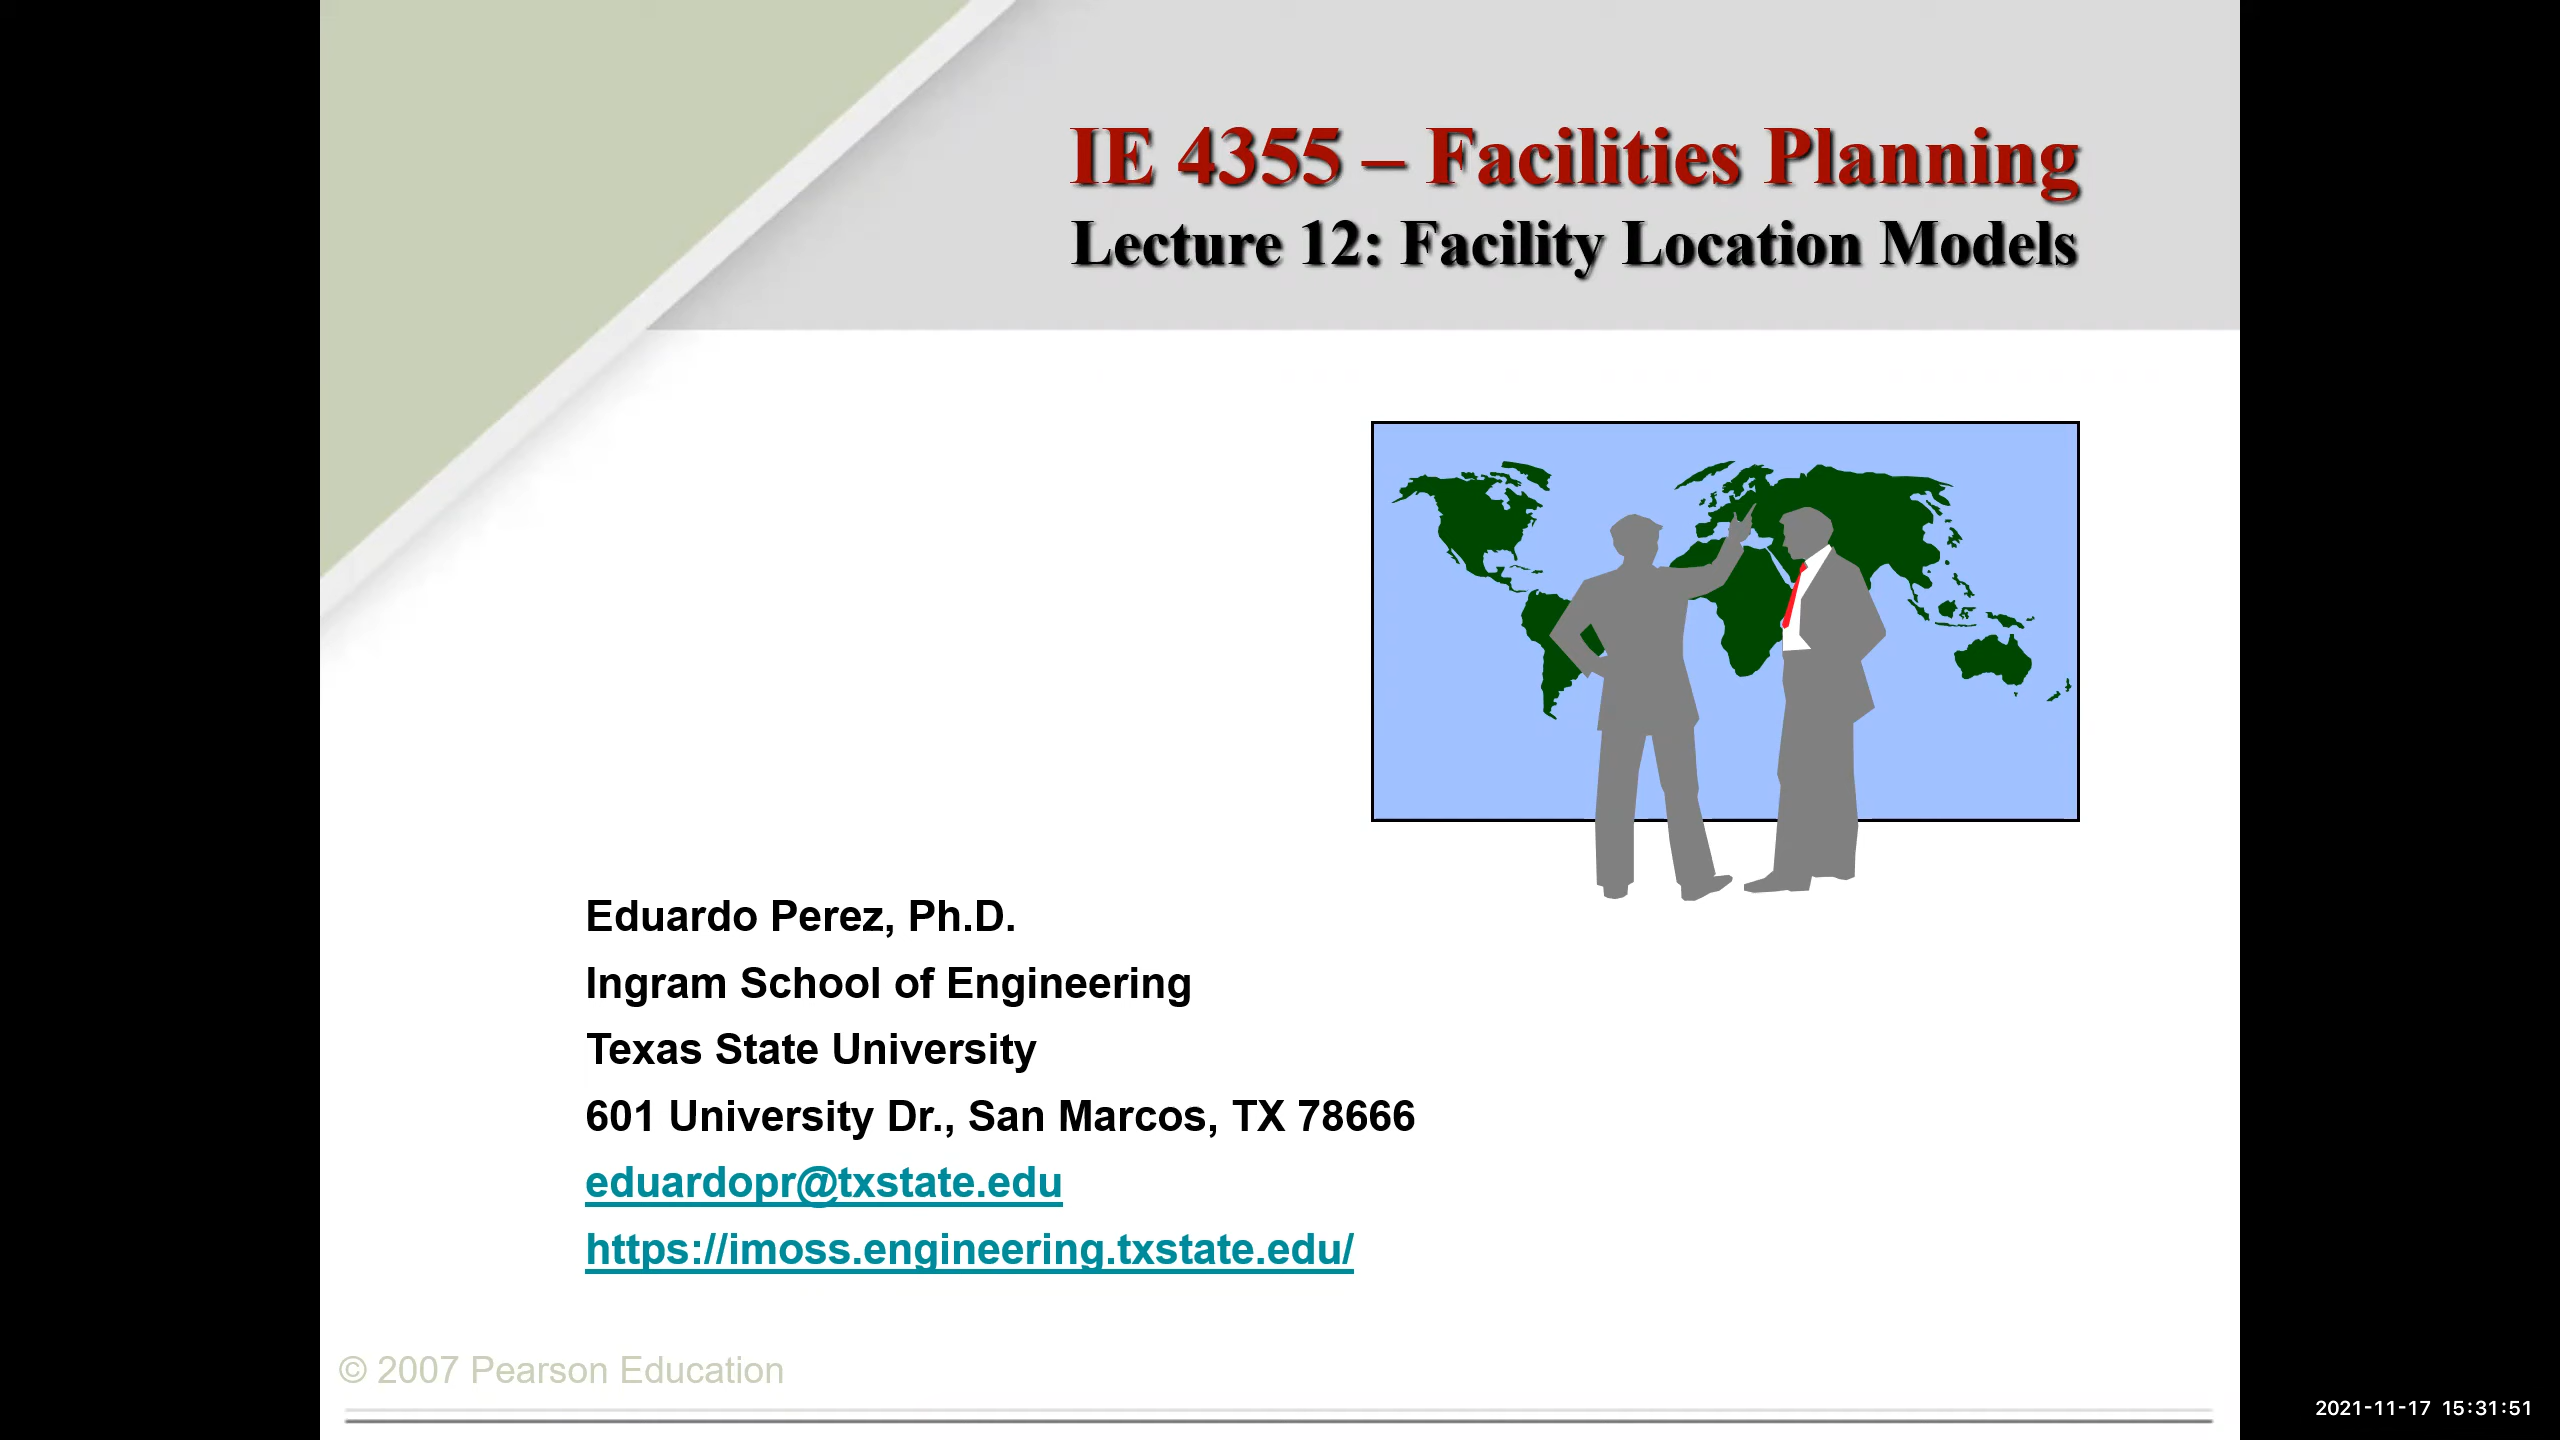 IE 4355 – Facilities Planning
Lecture 12: Facility Location Models
Eduardo Perez, Ph.D.
Ingram School of Engineering
Texas State University
601 University Dr., San Marcos, TX 78666
eduardopr@txstate.edu
https://imoss.engineering.txstate.edu/
© 2007 Pearson Education
2021-11-17 15:31:51